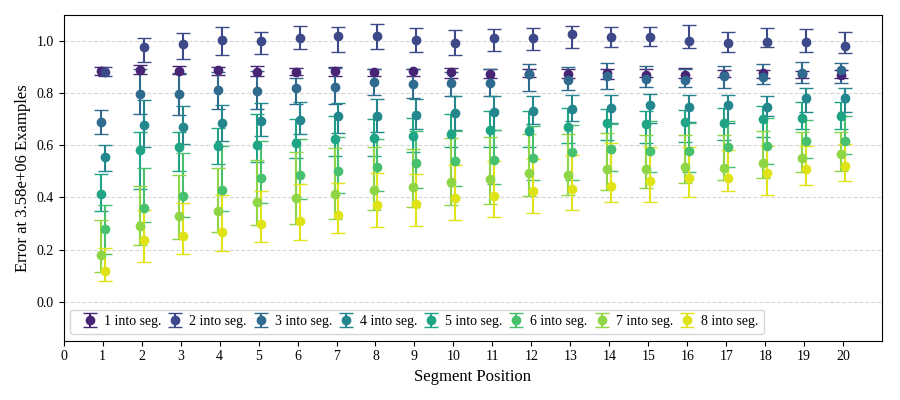 1.0
0.8
0.6
0.4
0.2
0.0
Error at 3.58e+06 Examples
1 into seg. 2 into seg. 3 into seg. 4 into seg. 5 into seg. 6 into seg. 7 into seg. 8 into seg.
0 1 2 3 4 5 6 7 8 9 10 11 12 13 14 15 16 17 18 19 20
Segment Position